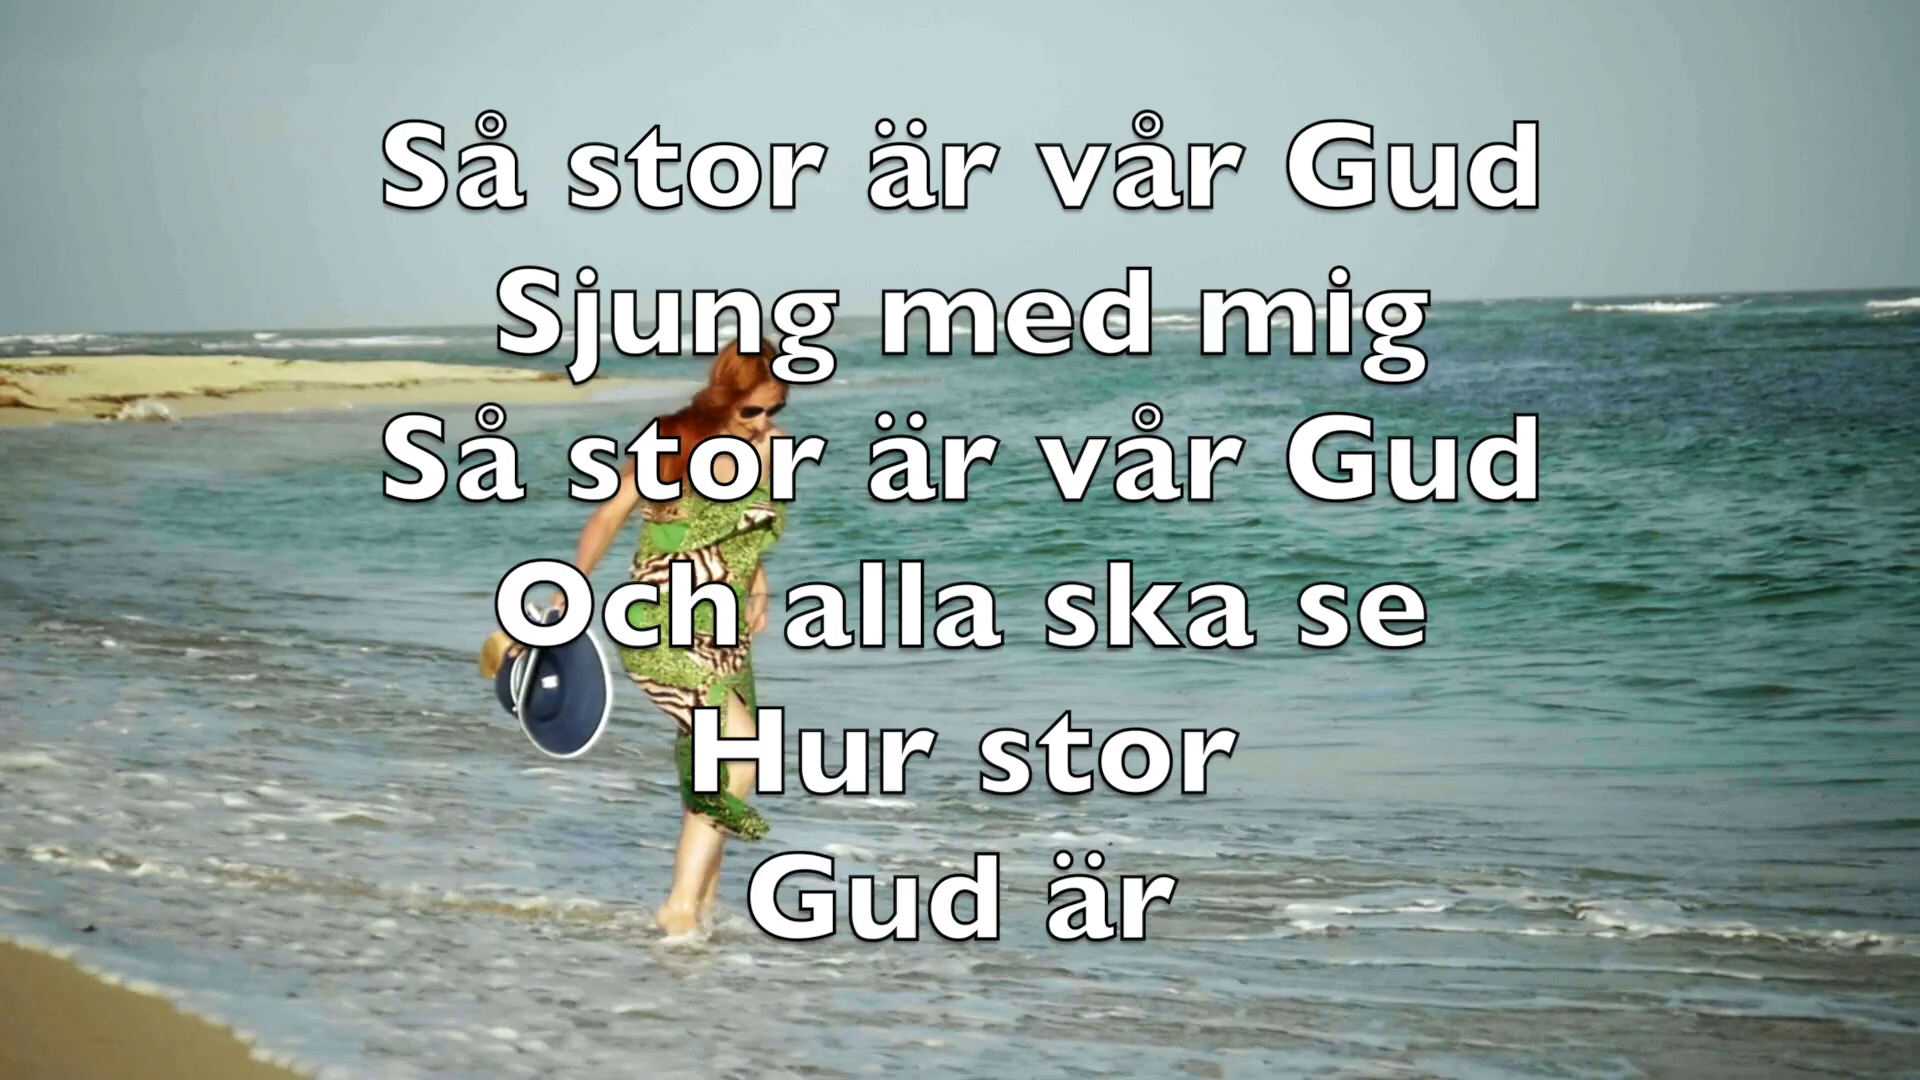 Så stor är vår Gud
Sjung med mig
Så stor är vår Gud
Och alla ska se
Hur stor
Gud är